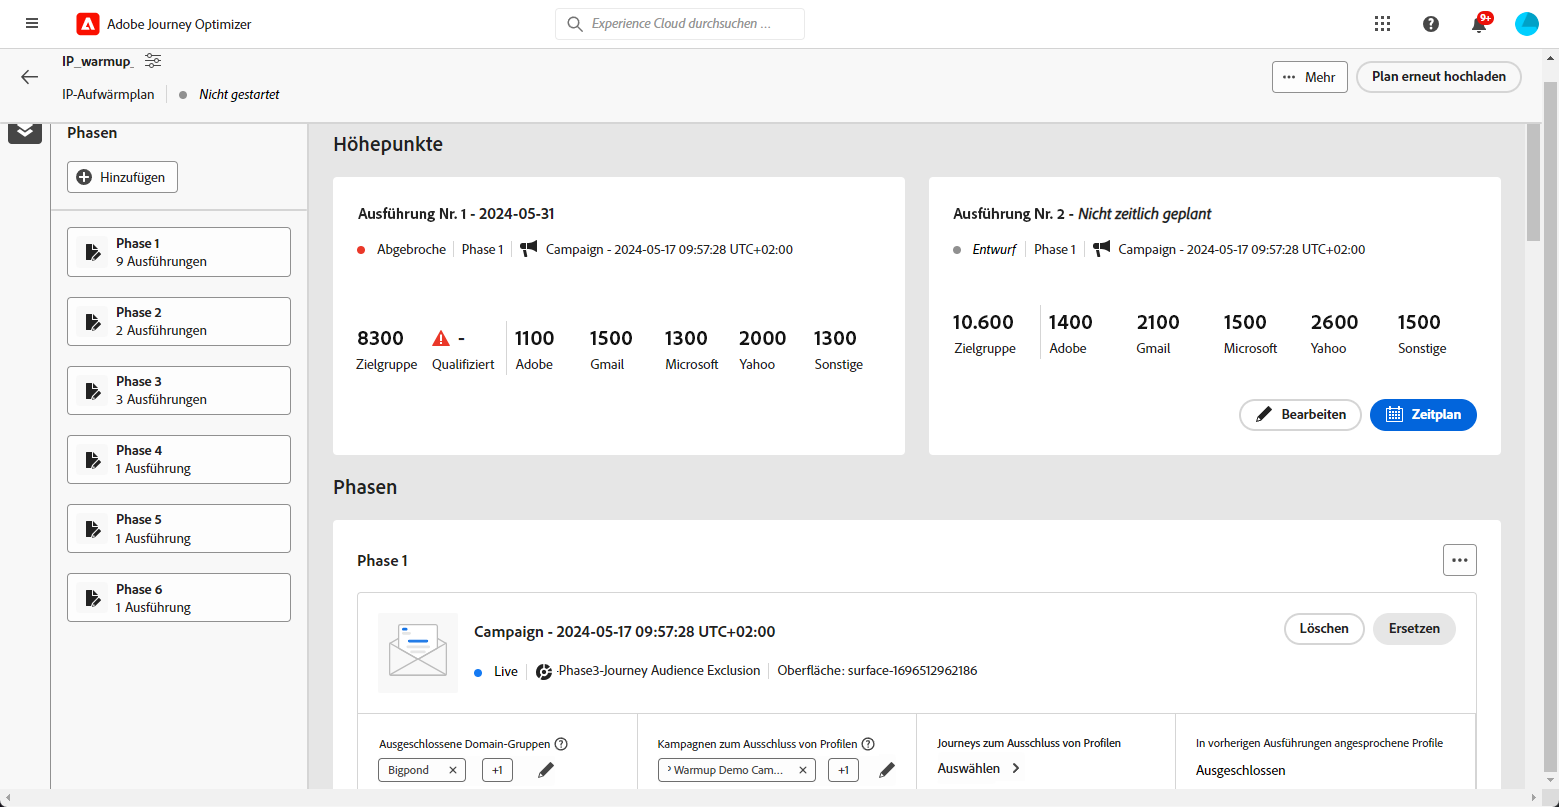 Adobe Journey Optimizer
Experience Cloud durchsuchen ...
9+
IP_warmup_
IP-Aufwärmplan
Nicht gestartet
Mehr
Plan erneut hochladen
Phasen
Hinzufügen
Phase 1
9 Ausführungen
Phase 2
2 Ausführungen
Phase 3
3 Ausführungen
Phase 4
1 Ausführung
Phase 5
1 Ausführung
Phase 6
1 Ausführung
Höhepunkte
Ausführung Nr. 1 - 2024-05-31
Abgebroche Phase 1 Campaign - 2024-05-17 09:57:28 UTC+02:00
8300 - 1100 1500 1300 2000 1300
Zielgruppe Qualifiziert Adobe Gmail Microsoft Yahoo Sonstige
Ausführung Nr. 2 - Nicht zeitlich geplant
Entwurf Phase 1 Campaign - 2024-05-17 09:57:28 UTC+02:00
10.600 1400 2100 1500 2600 1500
Zielgruppe Adobe Gmail Microsoft Yahoo Sonstige
Bearbeiten
Zeitplan
Phasen
Phase 1
Campaign - 2024-05-17 09:57:28 UTC+02:00
Löschen
Ersetzen
Live Phase3-Journey Audience Exclusion Oberfläche: surface-1696512962186
Ausgeschlossene Domain-Gruppen
Bigpond +1
Kampagnen zum Ausschluss von Profilen
Warmup Demo Cam... +1
Journeys zum Ausschluss von Profilen
Auswählen
In vorherigen Ausführungen angesprochene Profile
Ausgeschlossen